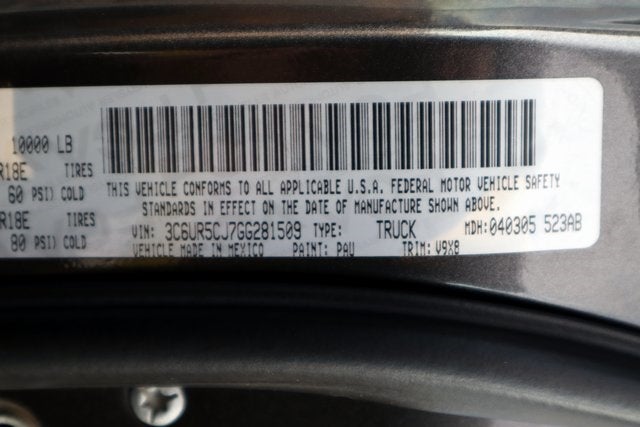 10000 LB
R18E TIRES
60 PSI) COLD
R18E TIRES
80 PSI) COLD
THIS VEHICLE CONFORMS TO ALL APPLICABLE U.S.A. FEDERAL MOTOR VEHICLE SAFETY
STANDARDS IN EFFECT ON THE DATE OF MANUFACTURE SHOWN ABOVE.
VIN: 3C6UR5CJ7GG281509 TYPE: TRUCK MDH: 040305 523AB
VEHICLE MADE IN MEXICO PAINT: PAU TRIM: V9X8